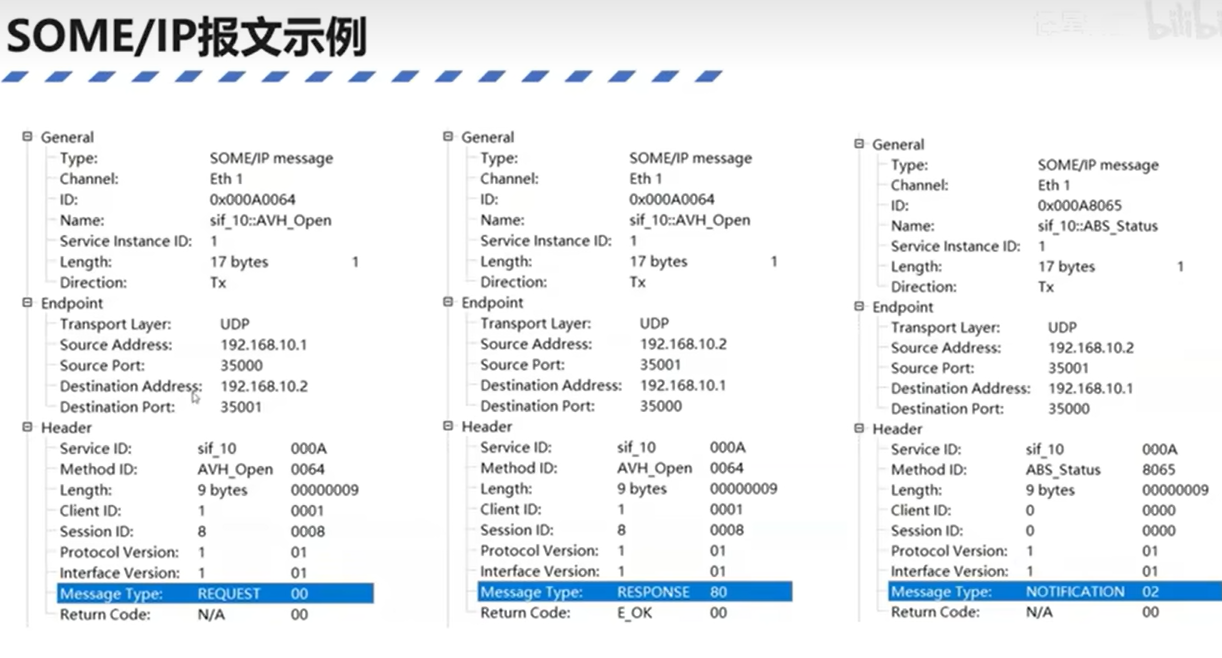 SOME/IP报文示例
bilibi
General
Type: SOME/IP message
Channel: Eth 1
ID: 0x000A0064
Name: sif_10::AVH_Open
Service Instance ID: 1
Length: 17 bytes 1
Direction: Tx
Endpoint
Transport Layer: UDP
Source Address: 192.168.10.1
Source Port: 35000
Destination Address: 192.168.10.2
Destination Port: 35001
Header
Service ID: sif_10 000A
Method ID: AVH_Open 0064
Length: 9 bytes 00000009
Client ID: 1 0001
Session ID: 8 0008
Protocol Version: 1 01
Interface Version: 1 01
Message Type: REQUEST 00
Return Code: N/A 00
General
Type: SOME/IP message
Channel: Eth 1
ID: 0x000A0064
Name: sif_10::AVH_Open
Service Instance ID: 1
Length: 17 bytes 1
Direction: Tx
Endpoint
Transport Layer: UDP
Source Address: 192.168.10.2
Source Port: 35001
Destination Address: 192.168.10.1
Destination Port: 35000
Header
Service ID: sif_10 000A
Method ID: AVH_Open 0064
Length: 9 bytes 00000009
Client ID: 1 0001
Session ID: 8 0008
Protocol Version: 1 01
Interface Version: 1 01
Message Type: RESPONSE 80
Return Code: E_OK 00
General
Type: SOME/IP message
Channel: Eth 1
ID: 0x000A8065
Name: sif_10::ABS_Status
Service Instance ID: 1
Length: 17 bytes 1
Direction: Tx
Endpoint
Transport Layer: UDP
Source Address: 192.168.10.2
Source Port: 35001
Destination Address: 192.168.10.1
Destination Port: 35000
Header
Service ID: sif_10 000A
Method ID: ABS_Status 8065
Length: 9 bytes 00000009
Client ID: 0 0000
Session ID: 0 0000
Protocol Version: 1 01
Interface Version: 1 01
Message Type: NOTIFICATION 02
Return Code: N/A 00